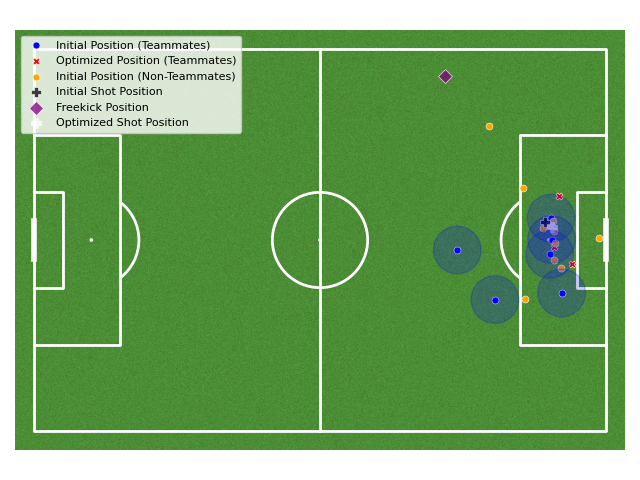 Initial Position (Teammates)
Optimized Position (Teammates)
Initial Position (Non-Teammates)
Initial Shot Position
Freekick Position
Optimized Shot Position